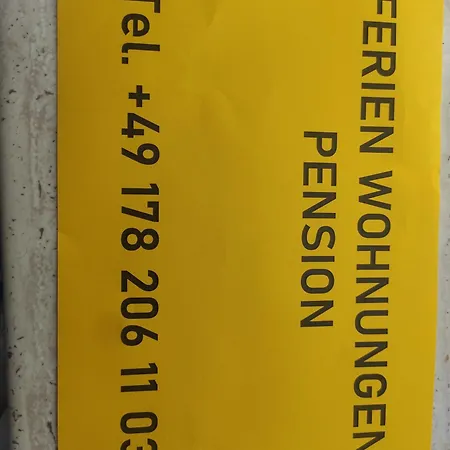 FERIEN WOHNUNGEN
PENSION
Tel. +49 178 206 11 03